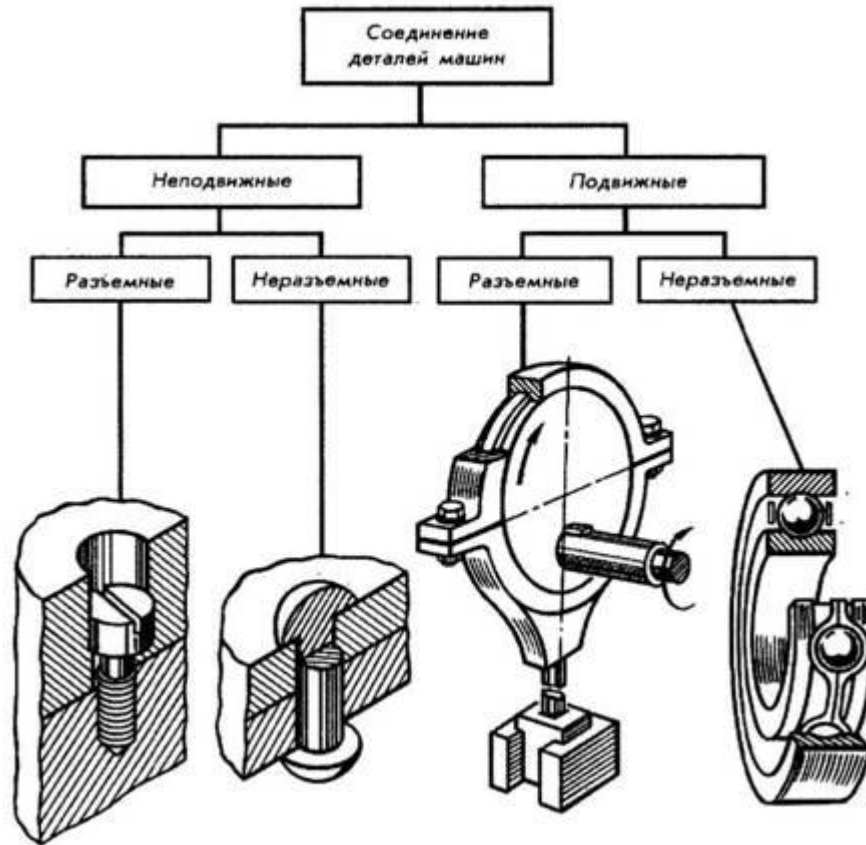 Соединение
деталей машин
Неподвижные
Подвижные
Разъемные
Неразъемные
Разъемные
Неразъемные